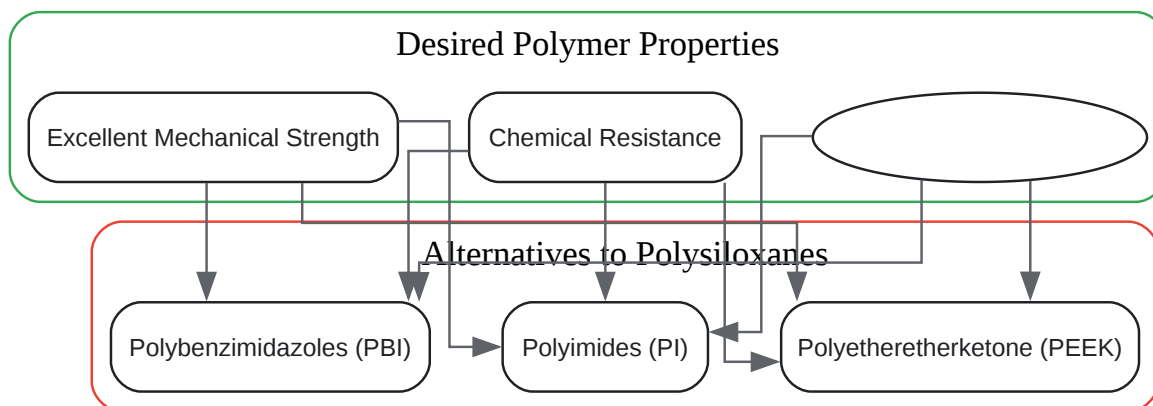 Desired Polymer Properties
Excellent Mechanical Strength
Chemical Resistance
Alternatives to Polysiloxanes
Polybenzimidazoles (PBI)
Polyimides (PI)
Polyetheretherketone (PEEK)